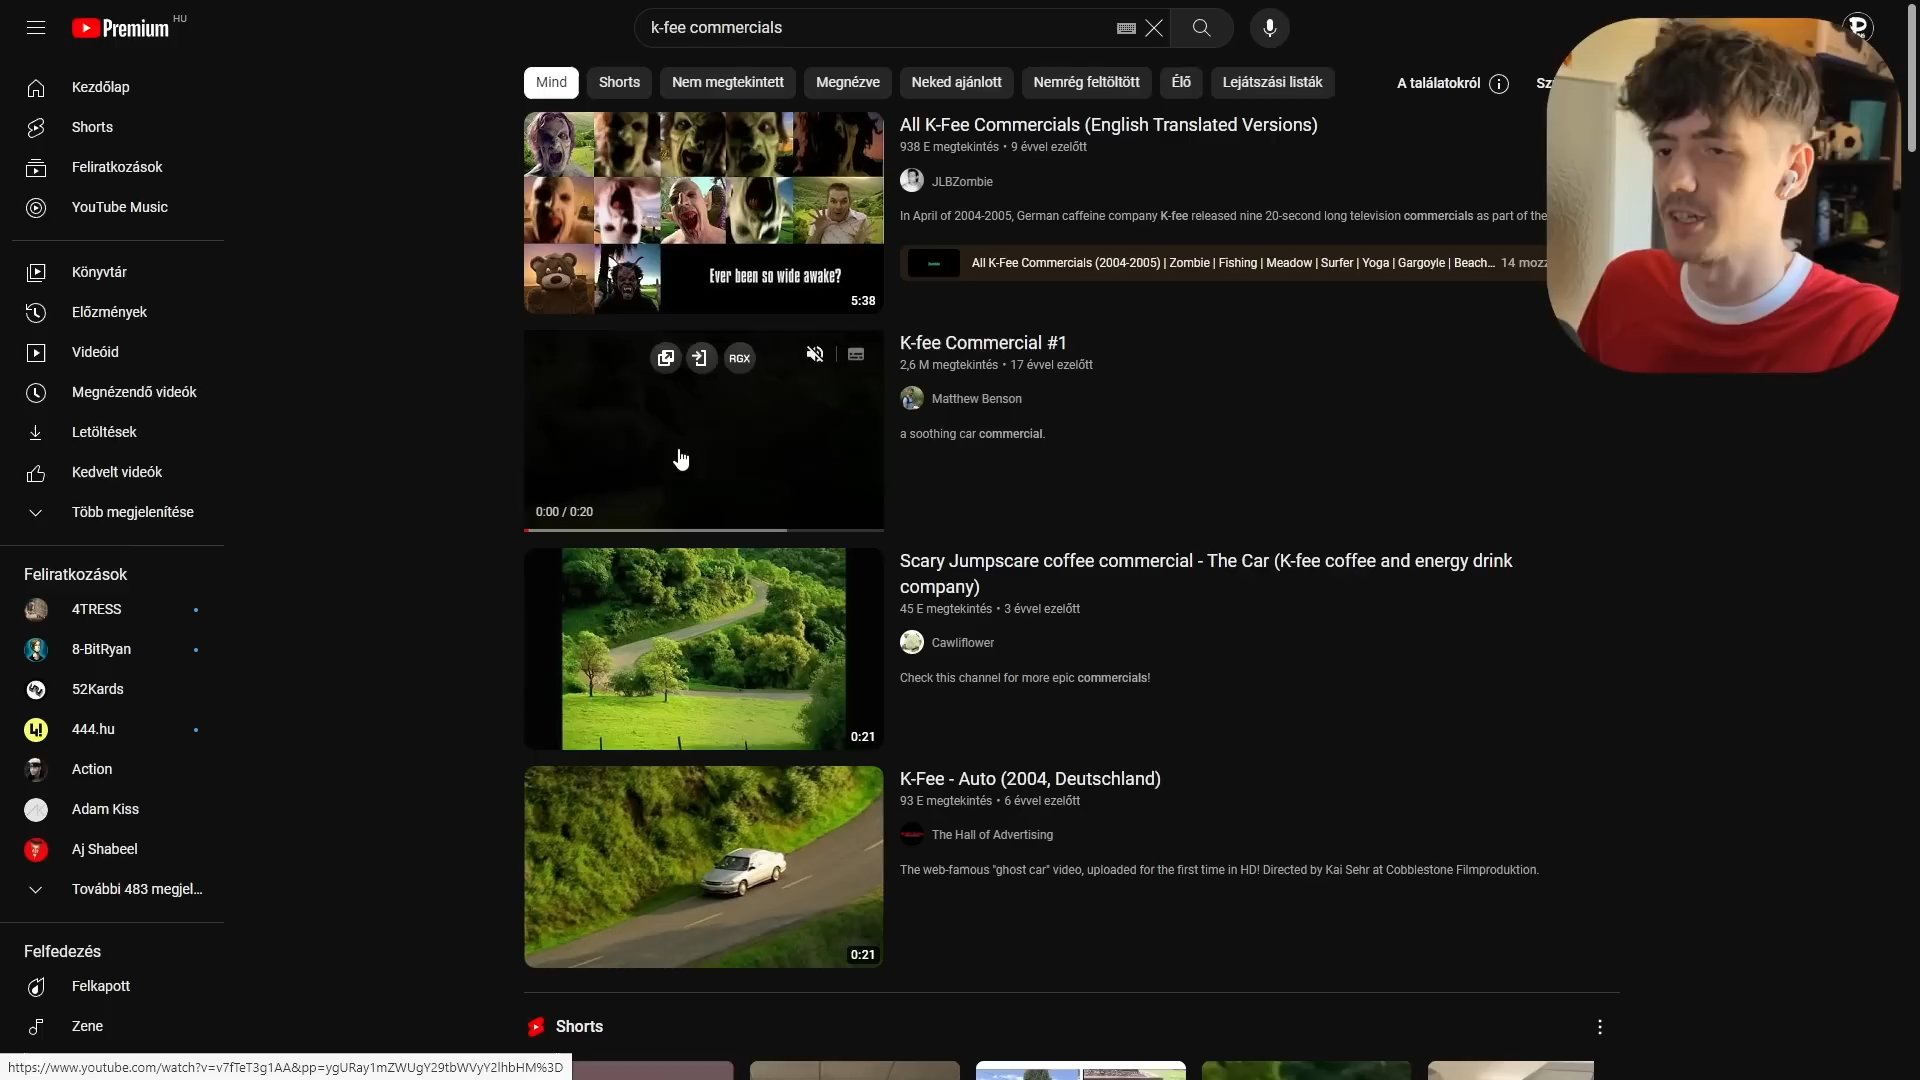 Premium HU
k-fee commercials
Mind
Shorts
Nem megtekintett
Megnézve
Neked ajánlott
Nemrég feltöltött
Élő
Lejátszási listák
A találatokról
Sz
Kezdőlap
Shorts
Feliratkozások
YouTube Music
Könyvtár
Előzmények
Videóid
Megnézendő videók
Letöltések
Kedvelt videók
Több megjelenítése
Feliratkozások
4TRESS
8-BitRyan
52Kards
444.hu
Action
Adam Kiss
Aj Shabeel
További 483 megjel...
Felfedezés
Felkapott
Zene
Ever been so wide awake?
5:38
All K-Fee Commercials (English Translated Versions)
938 E megtekintés • 9 évvel ezelőtt
JLBZombie
In April of 2004-2005, German caffeine company K-fee released nine 20-second long television commercials as part of the
All K-Fee Commercials (2004-2005) | Zombie | Fishing | Meadow | Surfer | Yoga | Gargoyle | Beach... 14 mozz
RGX
0:00 / 0:20
K-fee Commercial #1
2,6 M megtekintés • 17 évvel ezelőtt
Matthew Benson
a soothing car commercial.
0:21
Scary Jumpscare coffee commercial - The Car (K-fee coffee and energy drink
company)
45 E megtekintés • 3 évvel ezelőtt
Cawliflower
Check this channel for more epic commercials!
0:21
K-Fee - Auto (2004, Deutschland)
93 E megtekintés • 6 évvel ezelőtt
The Hall of Advertising
The web-famous "ghost car" video, uploaded for the first time in HD! Directed by Kai Sehr at Cobblestone Filmproduktion.
Shorts
https://www.youtube.com/watch?v=v7fTeT3g1AA&pp=ygURay1mZWUgY29tbWVyY2lhbHM%3D